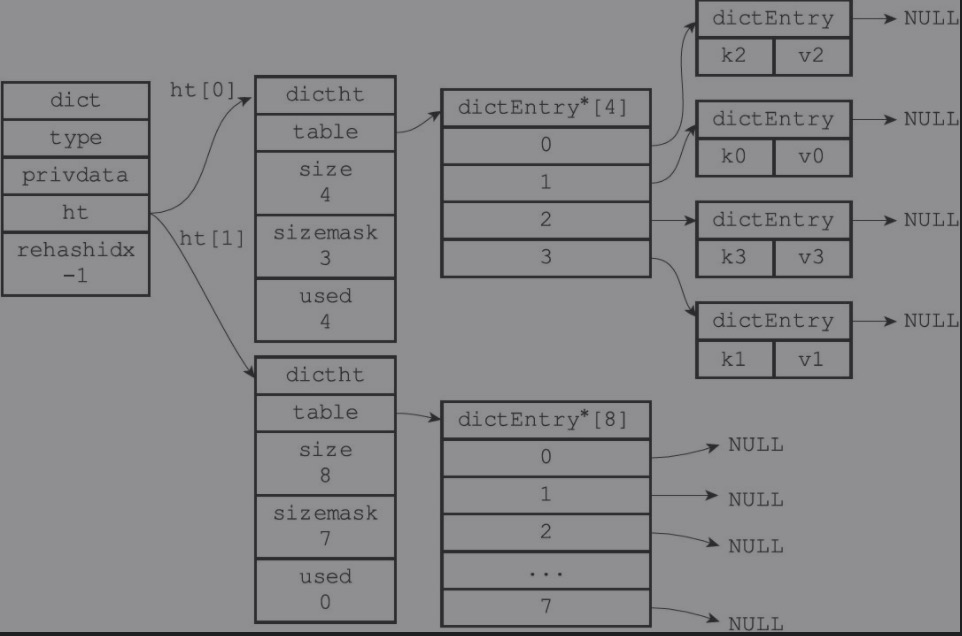 dict
type
privdata
ht
rehashidx
-1
ht[0]
ht[1]
dictht
table
size
4
sizemask
3
used
4
dictEntry*[4]
0
1
2
3
dictEntry
NULL
k2 v2
dictEntry
NULL
k0 v0
dictEntry
NULL
k3 v3
dictEntry
NULL
k1 v1
dictht
table
size
8
sizemask
7
used
0
dictEntry*[8]
0
1
2
...
7
NULL
NULL
NULL
NULL